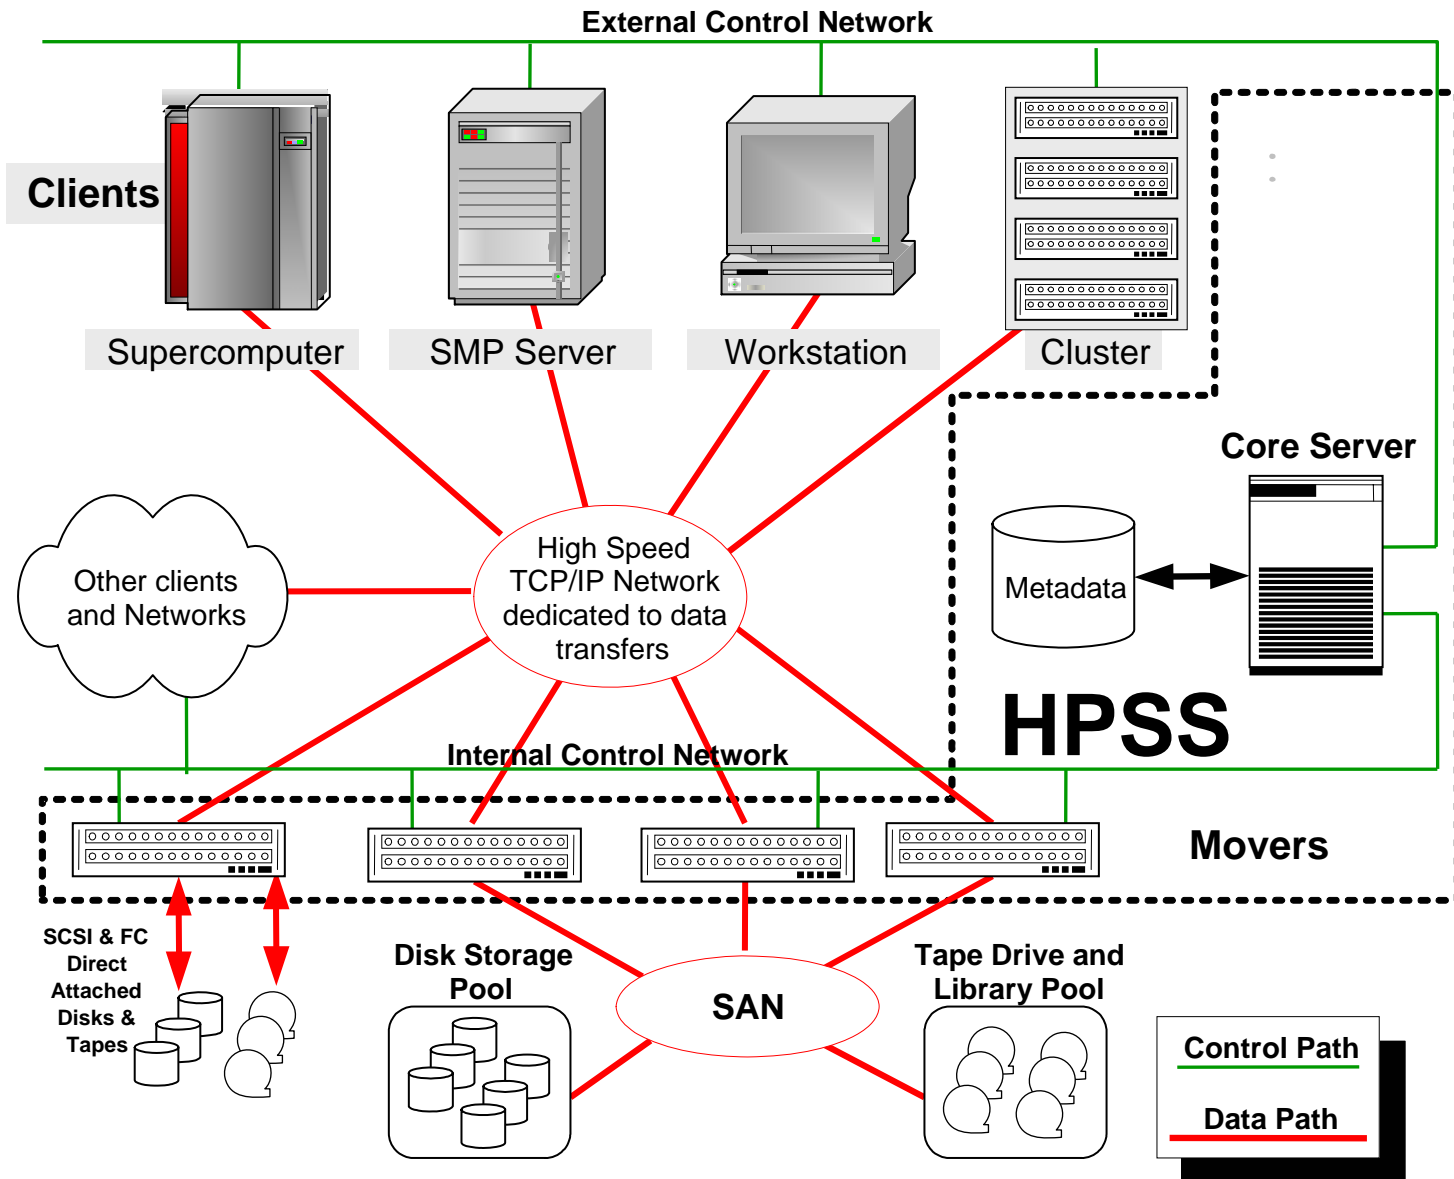 External Control Network
Clients
Supercomputer
SMP Server
Workstation
Cluster
Core Server
Metadata
High Speed
TCP/IP Network
dedicated to data
transfers
Other clients
and Networks
HPSS
Internal Control Network
Movers
SCSI & FC
Direct
Attached
Disks &
Tapes
Disk Storage
Pool
SAN
Tape Drive and
Library Pool
Control Path
Data Path